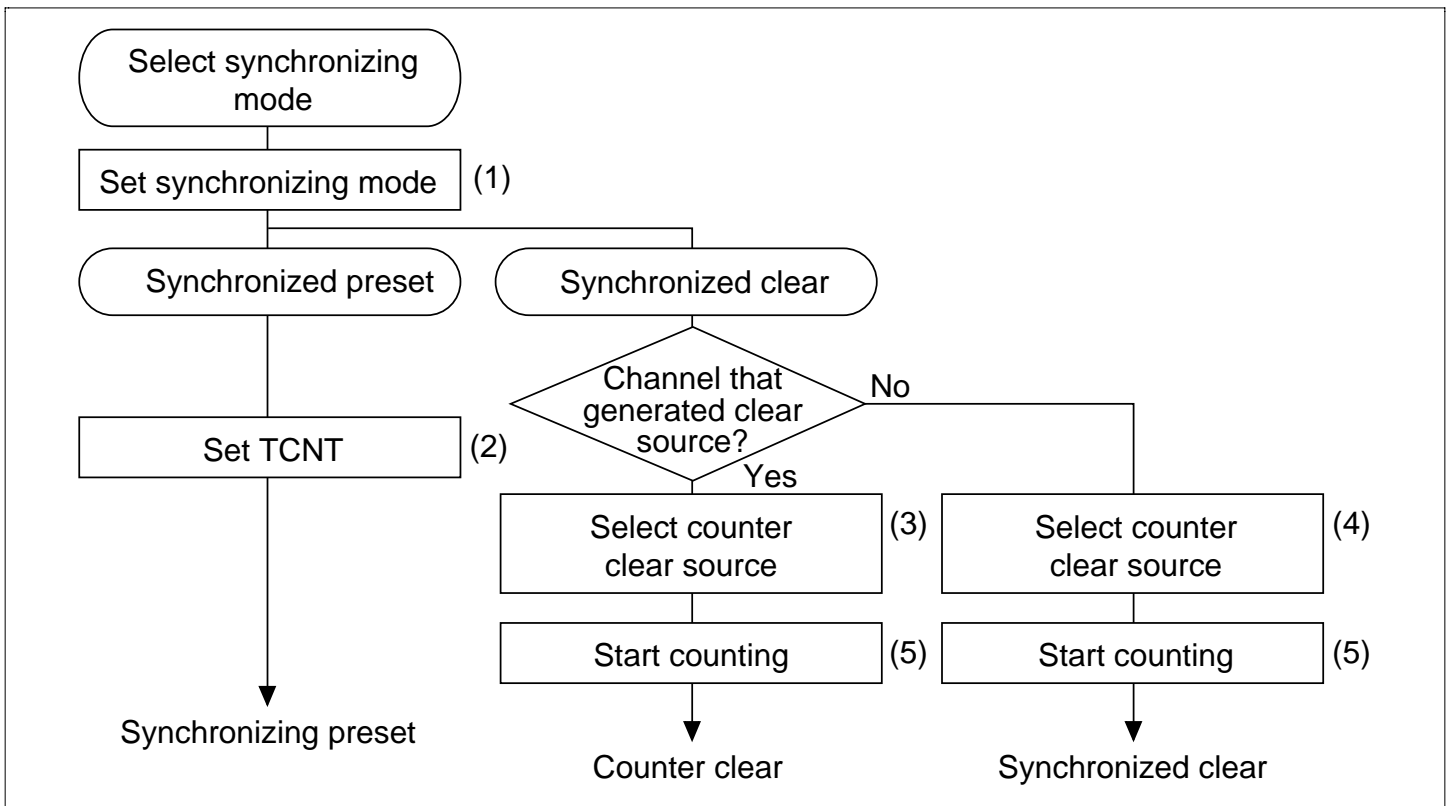 Select synchronizing
mode
Set synchronizing mode (1)
Synchronized preset
Synchronized clear
Channel that
generated clear
source?
No
Yes
Set TCNT (2)
Select counter
clear source
(3)
Select counter
clear source
(4)
Start counting (5)
Start counting (5)
Synchronizing preset
Counter clear
Synchronized clear